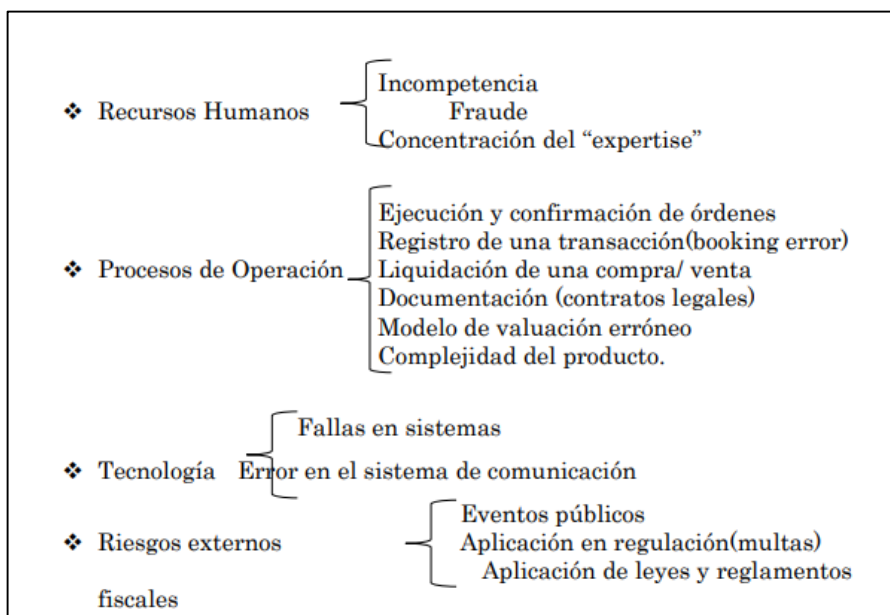 Incompetencia
❖ Recursos Humanos
Fraude
Concentración del “expertise”
Ejecución y confirmación de órdenes
Registro de una transacción(booking error)
❖ Procesos de Operación
Liquidación de una compra/ venta
Documentación (contratos legales)
Modelo de valuación erróneo
Complejidad del producto.
Fallas en sistemas
❖ Tecnología Error en el sistema de comunicación
Eventos públicos
❖ Riesgos externos
Aplicación en regulación(multas)
Aplicación de leyes y reglamentos
fiscales